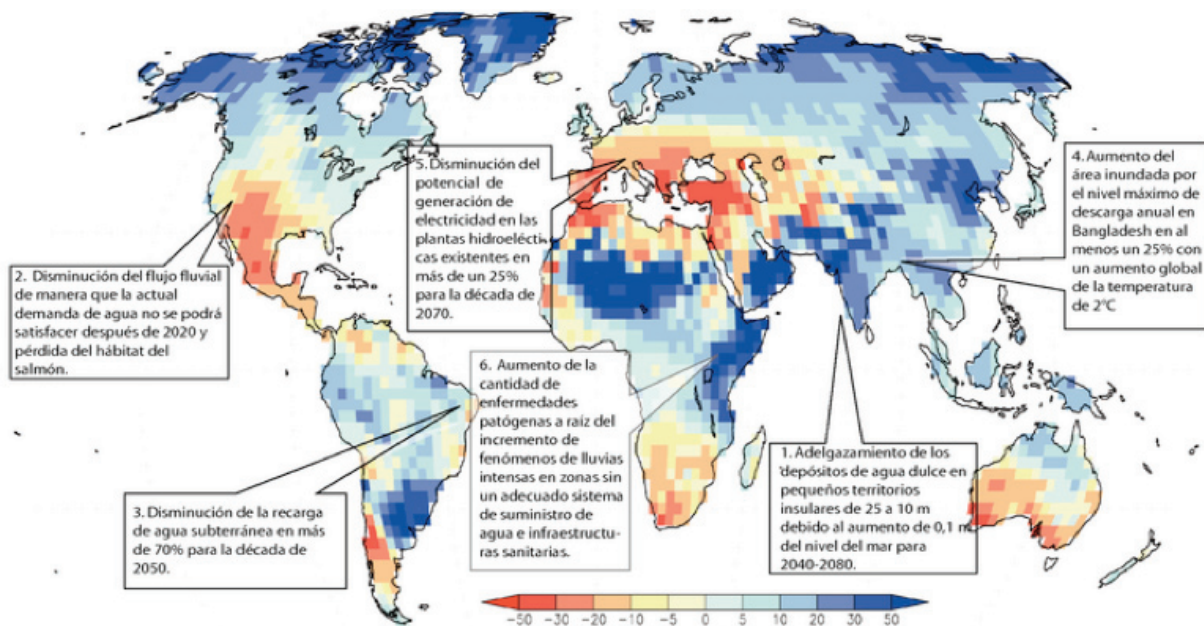 5. Disminución del
potencial de
generación de
electricidad en las
plantas hidroeléctri-
cas existentes en
más de un 25%
para la década de
2070.
4. Aumento del
área inundada por
el nivel máximo de
descarga anual en
Bangladesh en al
menos un 25% con
un aumento global
de la temperatura
de 2°C
2. Disminución del flujo fluvial
de manera que la actual
demanda de agua no se podrá
satisfacer después de 2020 y
pérdida del hábitat del
salmón.
6. Aumento de la
cantidad de
enfermedades
patógenas a raíz del
incremento de
fenómenos de lluvias
intensas en zonas sin
un adecuado sistema
de suministro de
agua e infraestructu-
ras sanitarias.
1. Adelgazamiento de los
depósitos de agua dulce en
pequeños territorios
insulares de 25 a 10 m
debido al aumento de 0,1 m
del nivel del mar para
2040-2080.
3. Disminución de la recarga
de agua subterránea en más
de 70% para la década de
2050.
-50 -30 -20 -10 -5 0 5 10 20 30 50